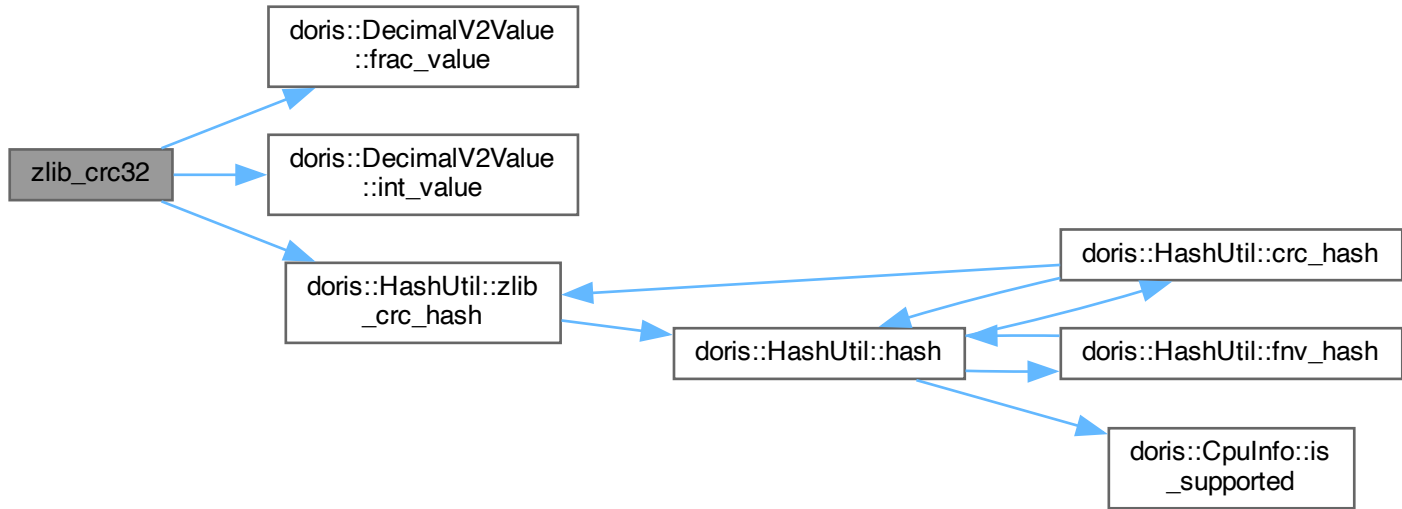 doris::DecimalV2Value
::frac_value
zlib_crc32
doris::DecimalV2Value
::int_value
doris::HashUtil::zlib
_crc_hash
doris::HashUtil::crc_hash
doris::HashUtil::hash
doris::HashUtil::fnv_hash
doris::CpuInfo::is
_supported